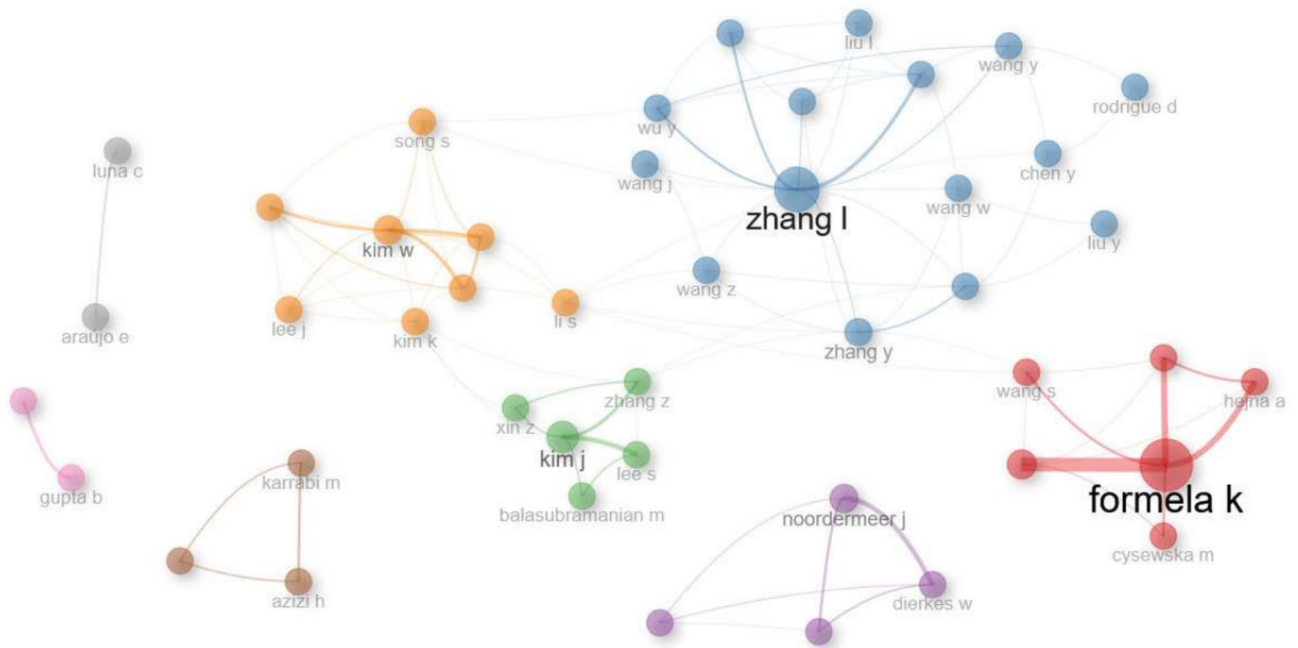 liu l
wang y
rodrigue d
wu y
song s
luna c
chen y
wang j
wang w
zhang l
liu y
kim w
wang z
li s
lee j
araújo e
kim k
zhang y
wang s
hejna a
zhang z
xin z
kim j
lee s
karrabi m
gupta b
formela k
balasubramanian m
noordermeer j
cysewska m
azizi h
dierkes w